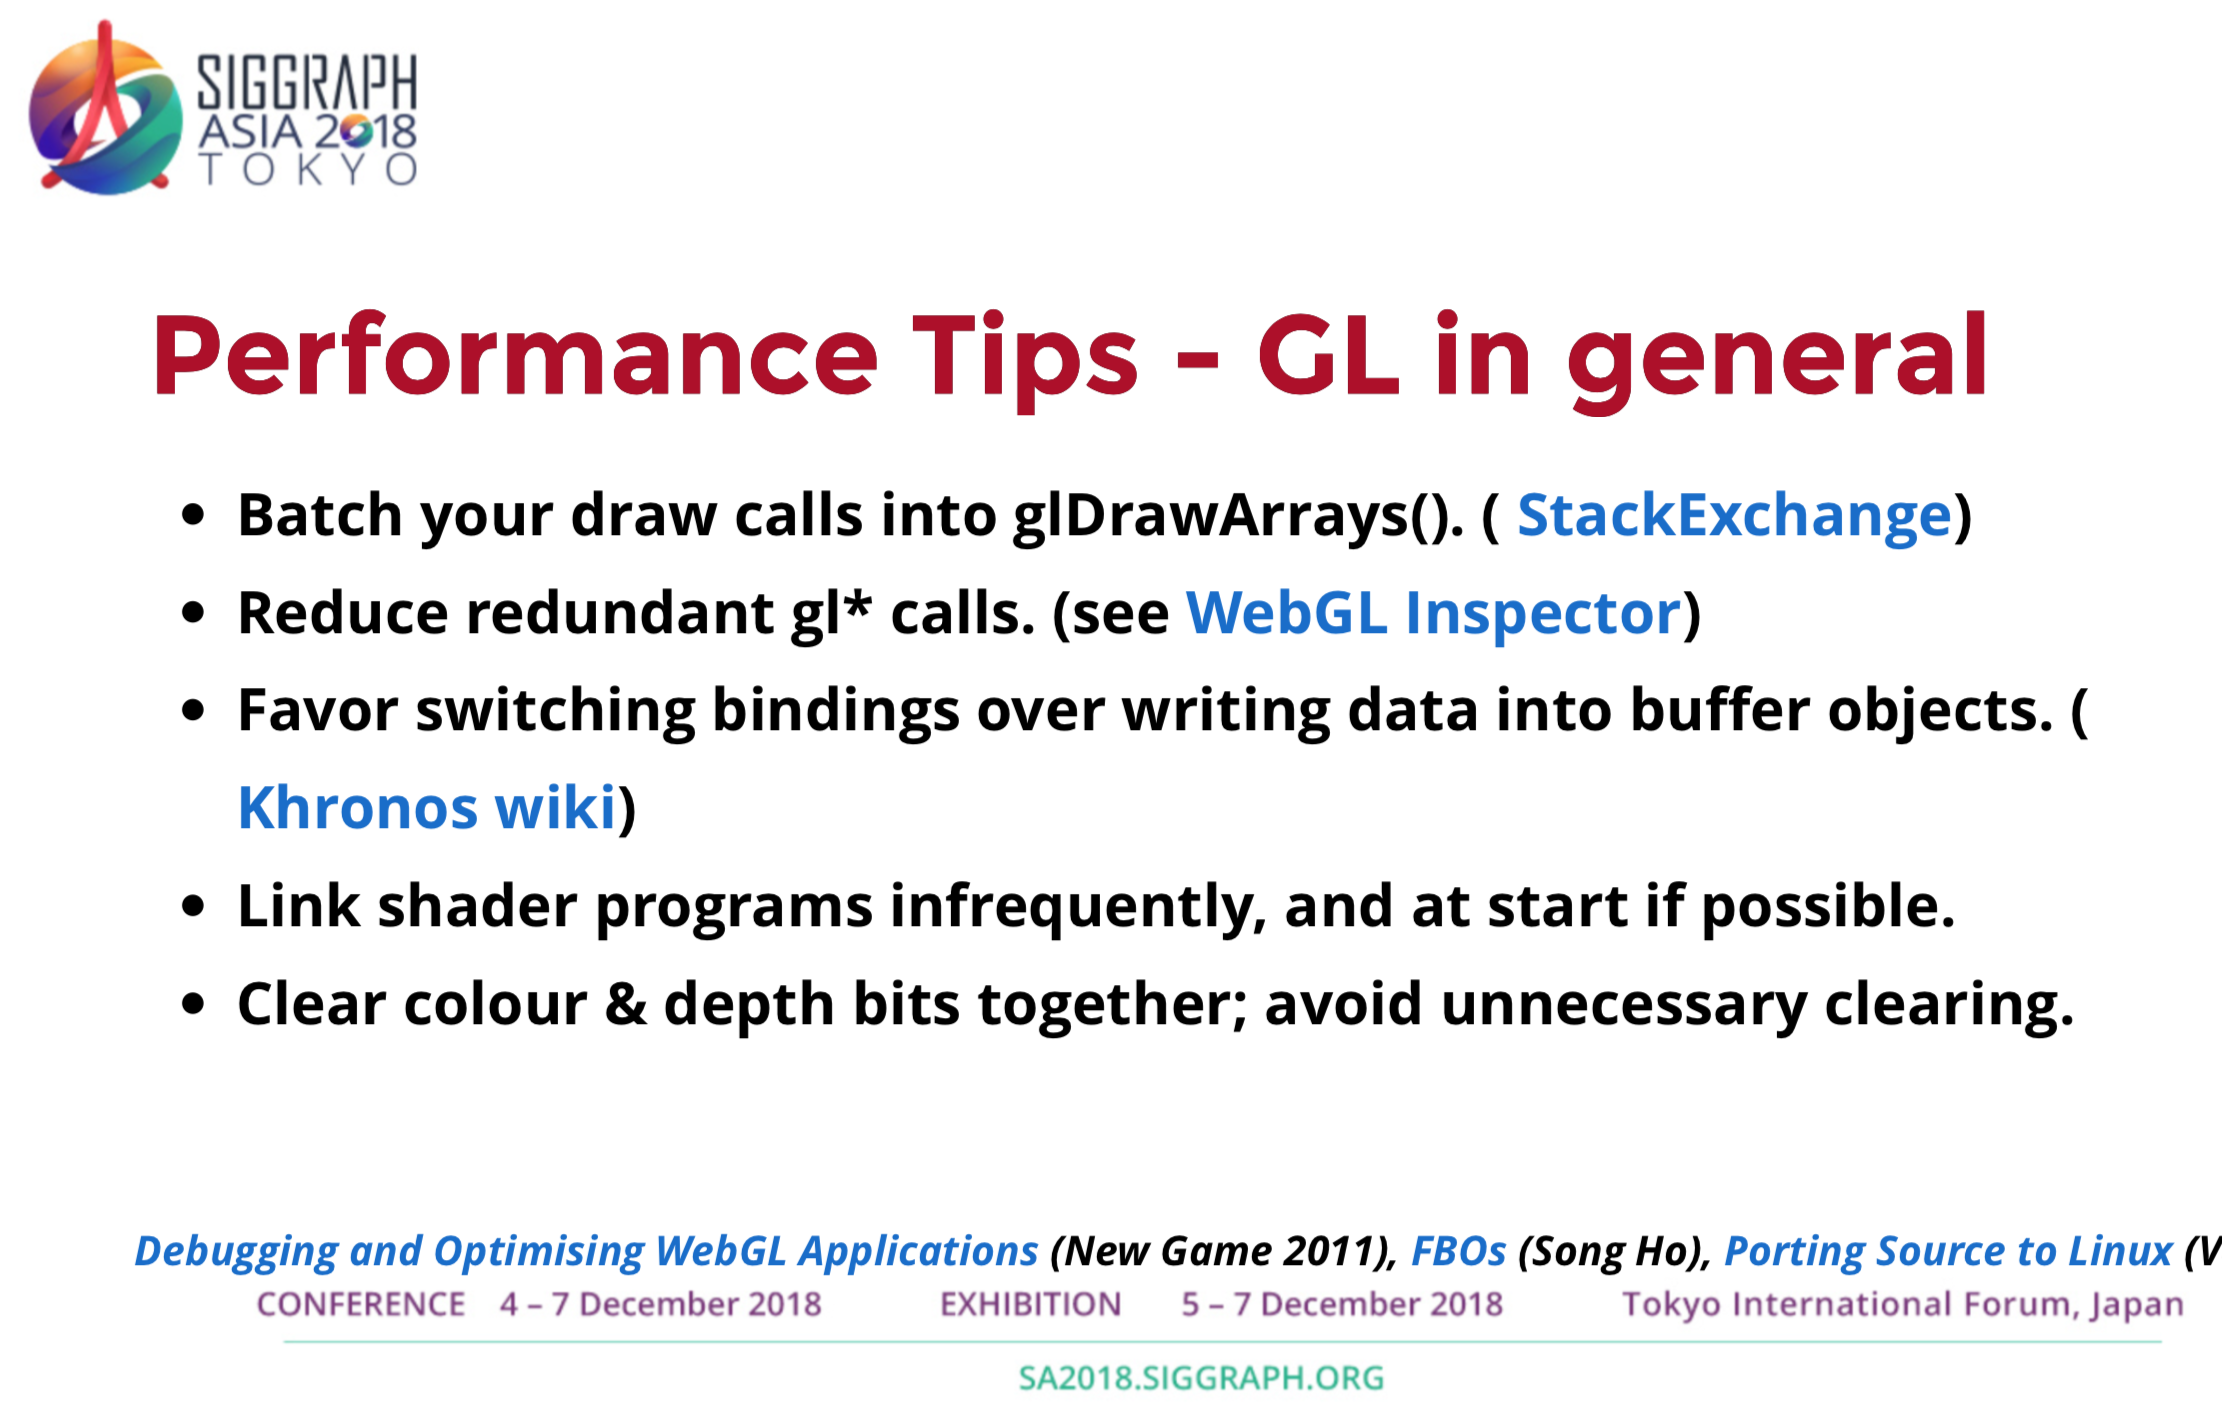 SIGGRAPH
ASIA 2018
TOKYO
Performance Tips - GL in general
• Batch your draw calls into glDrawArrays(). ( StackExchange)
• Reduce redundant gl* calls. (see WebGL Inspector)
• Favor switching bindings over writing data into buffer objects. (
Khronos wiki)
• Link shader programs infrequently, and at start if possible.
• Clear colour & depth bits together; avoid unnecessary clearing.
Debugging and Optimising WebGL Applications (New Game 2011), FBOs (Song Ho), Porting Source to Linux (V
CONFERENCE 4 – 7 December 2018 EXHIBITION 5 – 7 December 2018 Tokyo International Forum, Japan
SA2018.SIGGRAPH.ORG